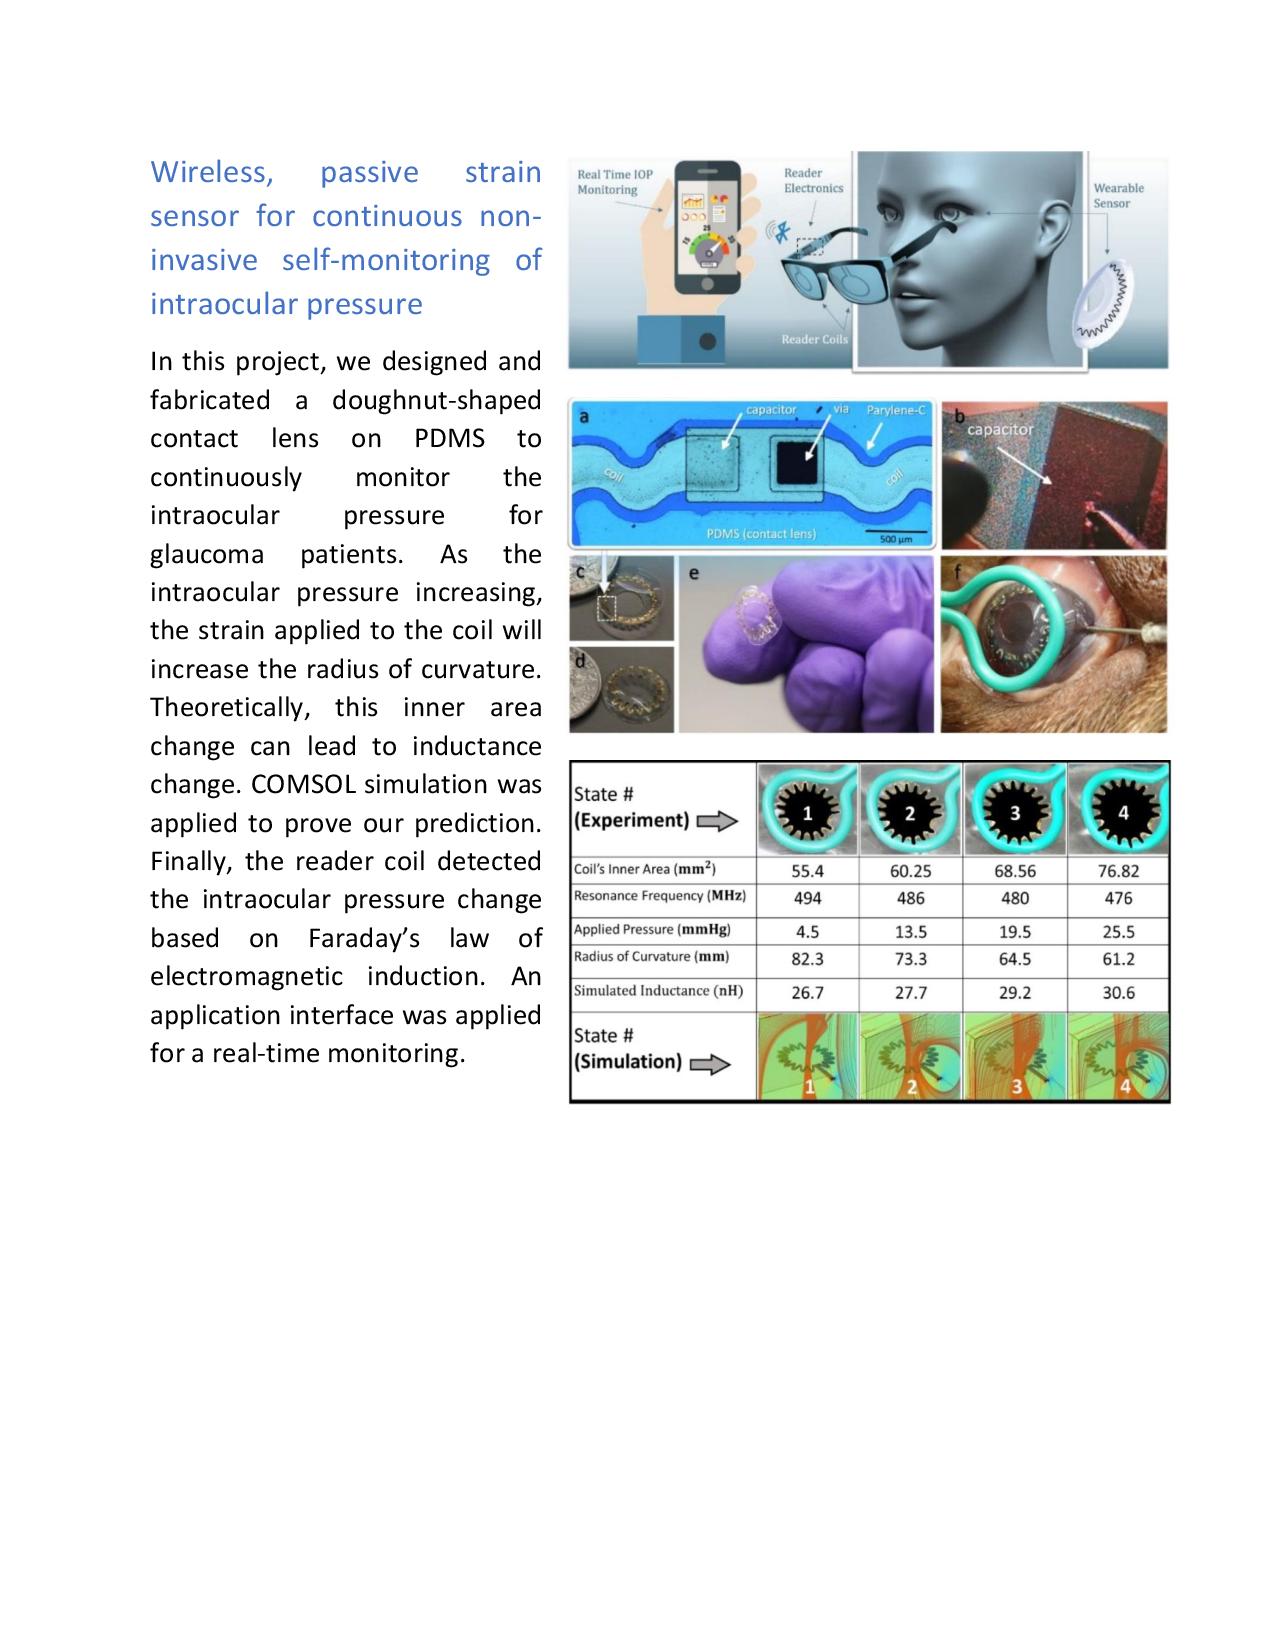 Wireless, passive strain
sensor for continuous non-
invasive self-monitoring of
intraocular pressure
In this project, we designed and
fabricated a doughnut-shaped
contact lens on PDMS to
continuously monitor the
intraocular pressure for
glaucoma patients. As the
intraocular pressure increasing,
the strain applied to the coil will
increase the radius of curvature.
Theoretically, this inner area
change can lead to inductance
change. COMSOL simulation was
applied to prove our prediction.
Finally, the reader coil detected
the intraocular pressure change
based on Faraday’s law of
electromagnetic induction. An
application interface was applied
for a real-time monitoring.
Real Time IOP
Monitoring
Reader
Electronics
Wearable
Sensor
Reader Coils
a
capacitor
via
Parylene-C
coil
coil
PDMS (contact lens)
500 µm
b
capacitor
c
d
e
f
State #
(Experiment)
1 2 3 4
Coil's Inner Area (mm²) 55.4 60.25 68.56 76.82
Resonance Frequency (MHz) 494 486 480 476
Applied Pressure (mmHg) 4.5 13.5 19.5 25.5
Radius of Curvature (mm) 82.3 73.3 64.5 61.2
Simulated Inductance (nH) 26.7 27.7 29.2 30.6
State #
(Simulation)
1 2 3 4